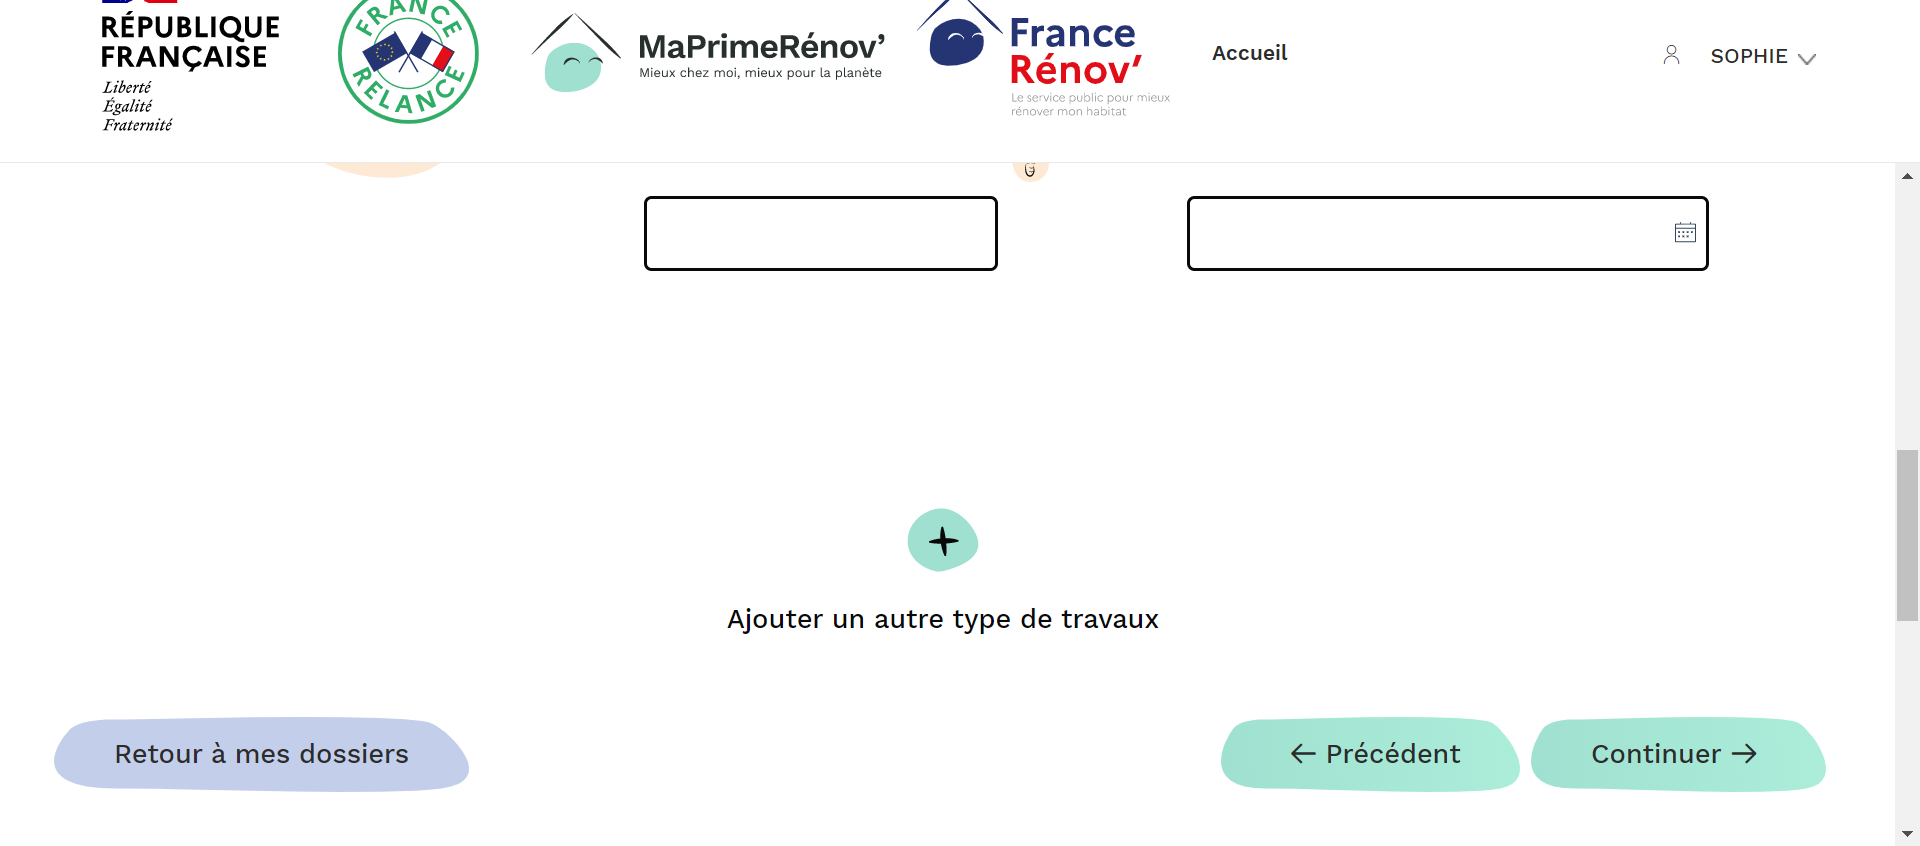 RÉPUBLIQUE
FRANÇAISE
Liberté
Égalité
Fraternité
FRANCE
RELANCE
MaPrimeRénov’
Mieux chez moi, mieux pour la planète
France
Rénov’
Le service public pour mieux
rénover mon habitat
Accueil
SOPHIE
Ajouter un autre type de travaux
Retour à mes dossiers
← Précédent
Continuer →